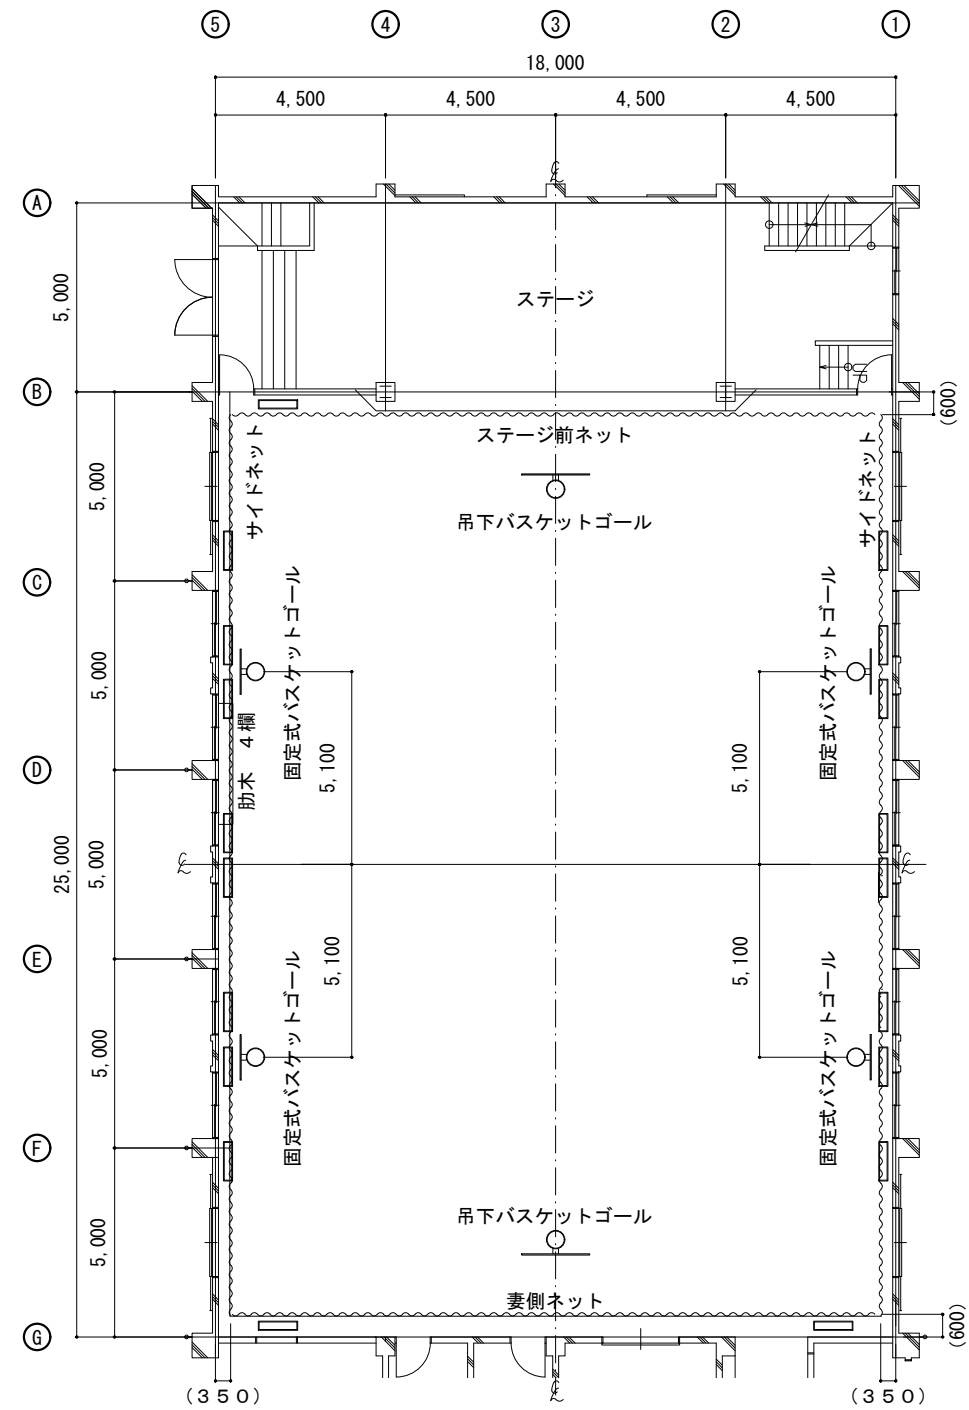 5 4 3 2 1
18,000
4,500 4,500 4,500 4,500
℄
A
5,000
ステージ
B
(600)
ステージ前ネット
サイドネット
サイドネット
5,000
吊下バスケットゴール
C
固定式バスケットゴール
固定式バスケットゴール
5,000
肋木 4欄
5,100
5,100
D
25,000
5,000
℄
℄
E
5,100
5,100
固定式バスケットゴール
固定式バスケットゴール
5,000
F
吊下バスケットゴール
5,000
妻側ネット
G
(600)
(350)
℄
(350)